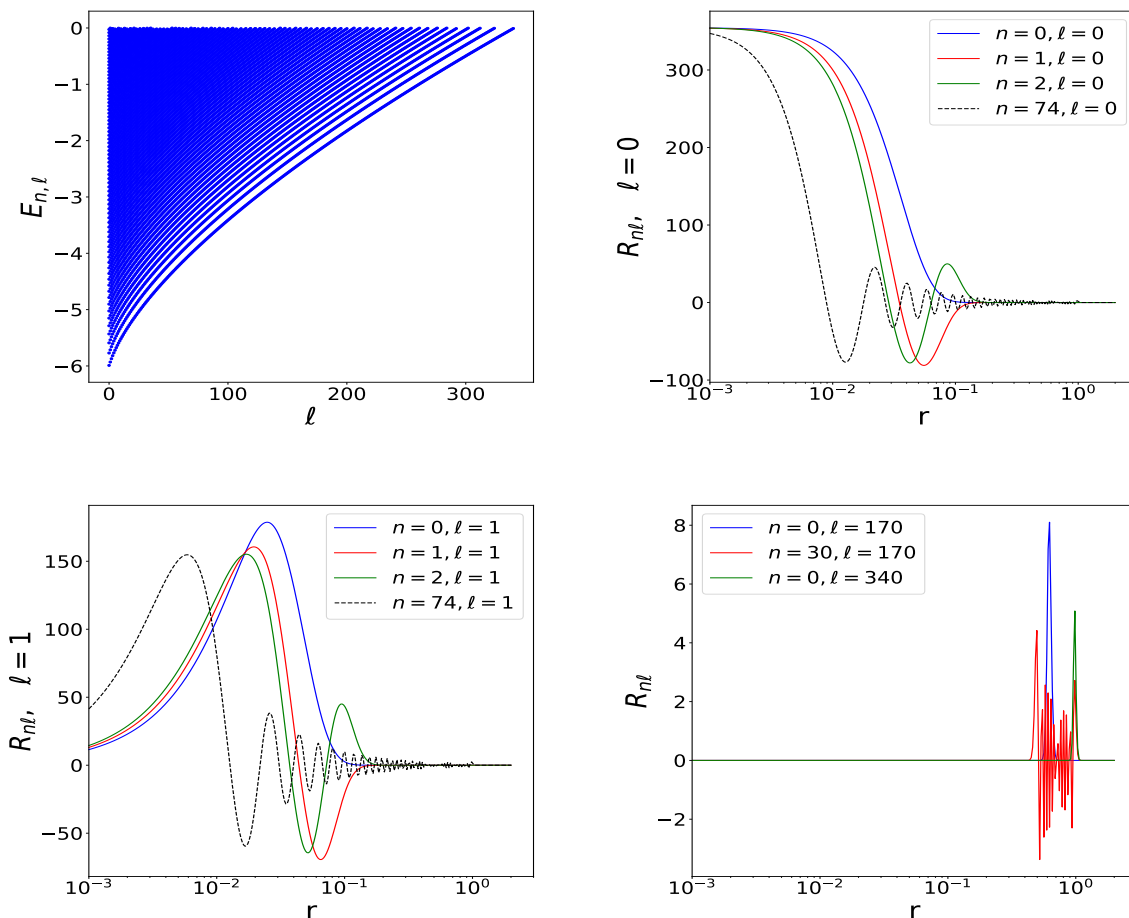 E_{n,ℓ}
0
−1
−2
−3
−4
−5
−6
0 100 200 300
ℓ
R_{nℓ}, ℓ = 0
300
200
100
0
−100
10^{−3} 10^{−2} 10^{−1} 10^{0}
r
n = 0, ℓ = 0
n = 1, ℓ = 0
n = 2, ℓ = 0
n = 74, ℓ = 0
R_{nℓ}, ℓ = 1
150
100
50
0
−50
10^{−3} 10^{−2} 10^{−1} 10^{0}
r
n = 0, ℓ = 1
n = 1, ℓ = 1
n = 2, ℓ = 1
n = 74, ℓ = 1
R_{nℓ}
8
6
4
2
0
−2
10^{−3} 10^{−2} 10^{−1} 10^{0}
r
n = 0, ℓ = 170
n = 30, ℓ = 170
n = 0, ℓ = 340